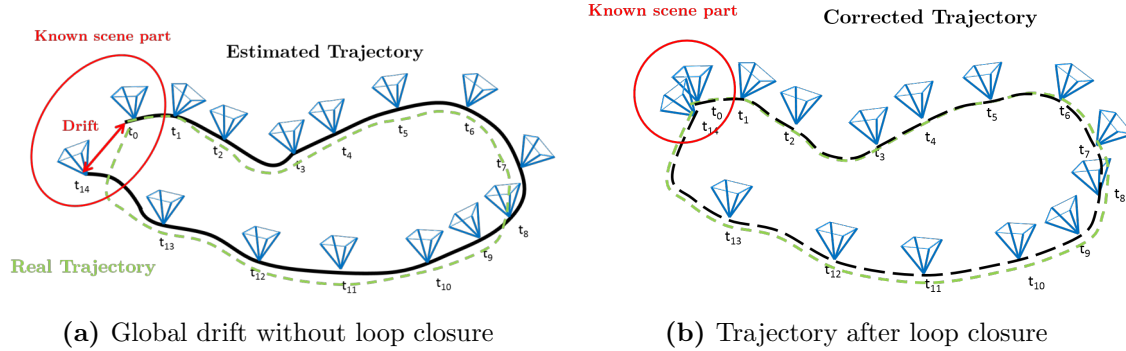 Known scene part
Estimated Trajectory
Drift
t0
t1
t2
t3
t4
t5
t6
t7
t8
t9
t10
t11
t12
t13
t14
Real Trajectory
(a) Global drift without loop closure
Known scene part
Corrected Trajectory
t0
t14
t1
t2
t3
t4
t5
t6
t7
t8
t9
t10
t11
t12
t13
(b) Trajectory after loop closure